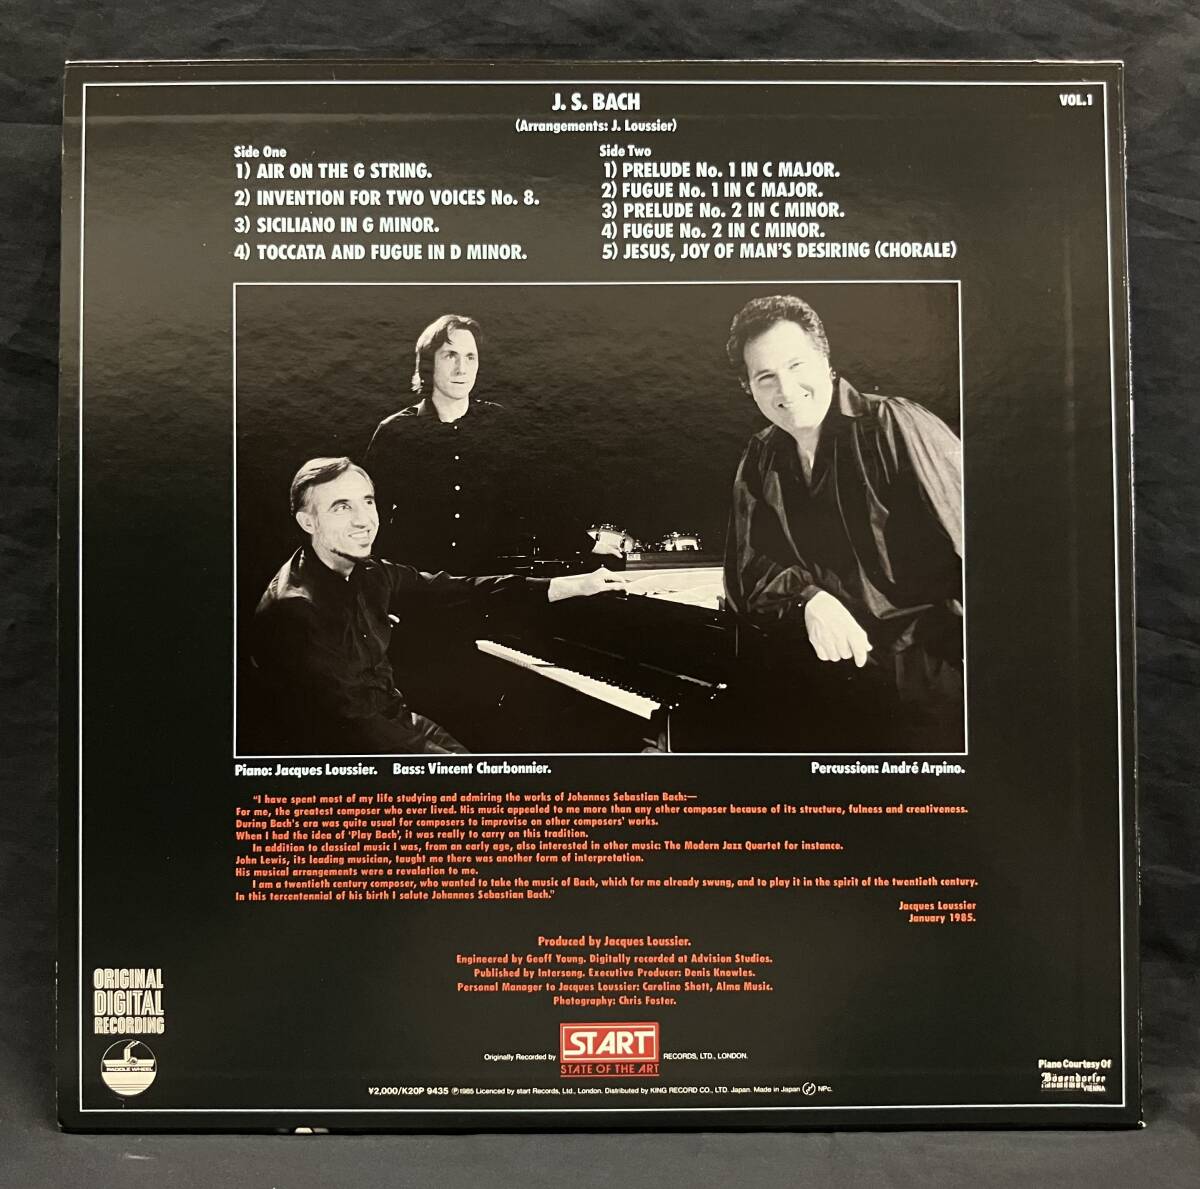 J. S. BACH
VOL.1
(Arrangements: J. Loussier)
Side One
1) AIR ON THE G STRING.
2) INVENTION FOR TWO VOICES No. 8.
3) SICILIANO IN G MINOR.
4) TOCCATA AND FUGUE IN D MINOR.
Side Two
1) PRELUDE No. 1 IN C MAJOR.
2) FUGUE No. 1 IN C MAJOR.
3) PRELUDE No. 2 IN C MINOR.
4) FUGUE No. 2 IN C MINOR.
5) JESUS, JOY OF MAN'S DESIRING (CHORALE)
Piano: Jacques Loussier. Bass: Vincent Charbonnier. Percussion: André Arpino.
"I have spent most of my life studying and admiring the works of Johannes Sebastian Bach:—
For me, the greatest composer who ever lived. His music appealed to me more than any other composer because of its structure, fulness and creativeness.
During Bach's era was quite usual for composers to improvise on other composers' works.
When I had the idea of 'Play Bach', it was really to carry on this tradition.
In addition to classical music I was, from an early age, also interested in other music: The Modern Jazz Quartet for instance.
John Lewis, its leading musician, taught me there was another form of interpretation.
His musical arrangements were a revalation to me.
I am a twentieth century composer, who wanted to take the music of Bach, which for me already swung, and to play it in the spirit of the twentieth century.
In this tercentennial of his birth I salute Johannes Sebastian Bach."
Jacques Loussier
January 1985.
Produced by Jacques Loussier.
Engineered by Geoff Young. Digitally recorded at Advision Studios.
Published by Intersong. Executive Producer: Denis Knowles.
Personal Manager to Jacques Loussier: Caroline Shott, Alma Music.
Photography: Chris Foster.
ORIGINAL
DIGITAL
RECORDING
PADDLE WHEEL
Originally Recorded by START RECORDS, LTD., LONDON.
STATE OF THE ART
¥2,000/K20P 9435 ℗1985 Licenced by start Records, Ltd., London. Distributed by KING RECORD CO., LTD. Japan. Made in Japan NPc.
Piano Courtesy Of
Bösendorfer
VIENNA